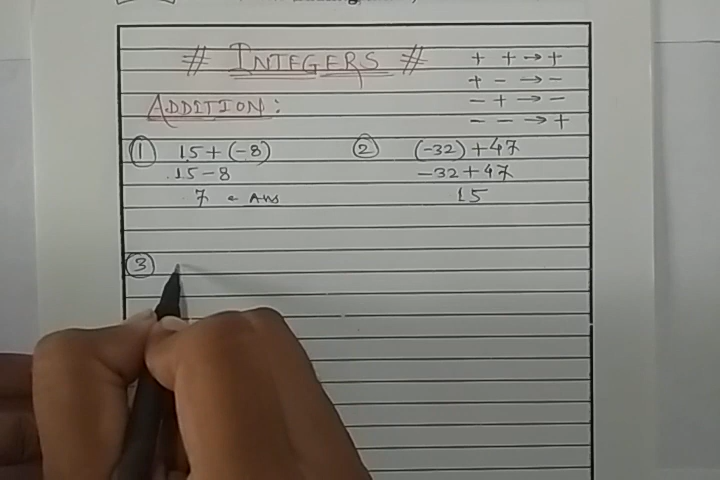 # INTEGERS #
+ + → +
+ - → -
- + → -
- - → +
ADDITION:
① 15 + (-8)
15 - 8
7 ← Ans
② (-32) + 47
-32 + 47
15
③